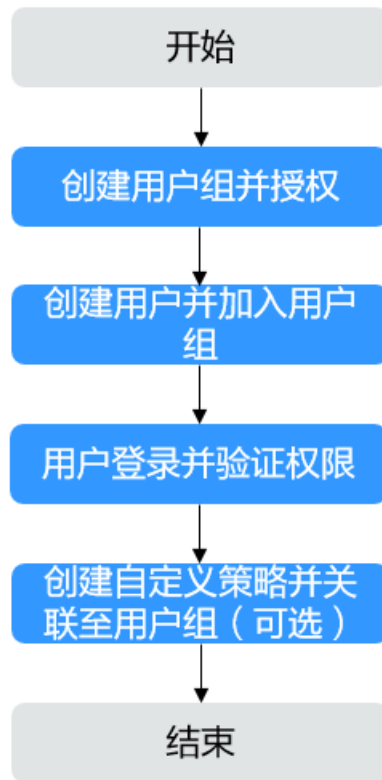 开始
创建用户组并授权
创建用户并加入用户
组
用户登录并验证权限
创建自定义策略并关
联至用户组（可选）
结束